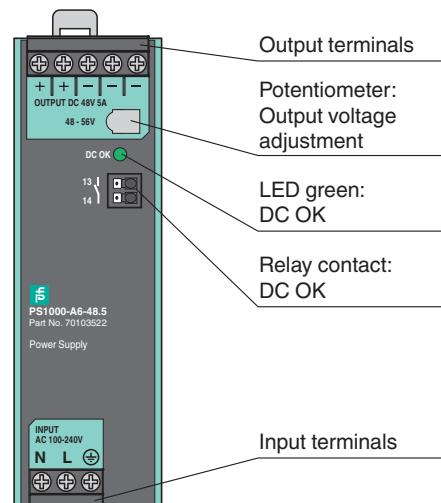 Output terminals
+ + − − −
OUTPUT DC 48V 5A
48 - 56V
Potentiometer:
Output voltage
adjustment
DC OK
LED green:
DC OK
13
14
Relay contact:
DC OK
PS1000-A6-48.5
Part No. 70103522
Power Supply
INPUT
AC 100-240V
N L
Input terminals